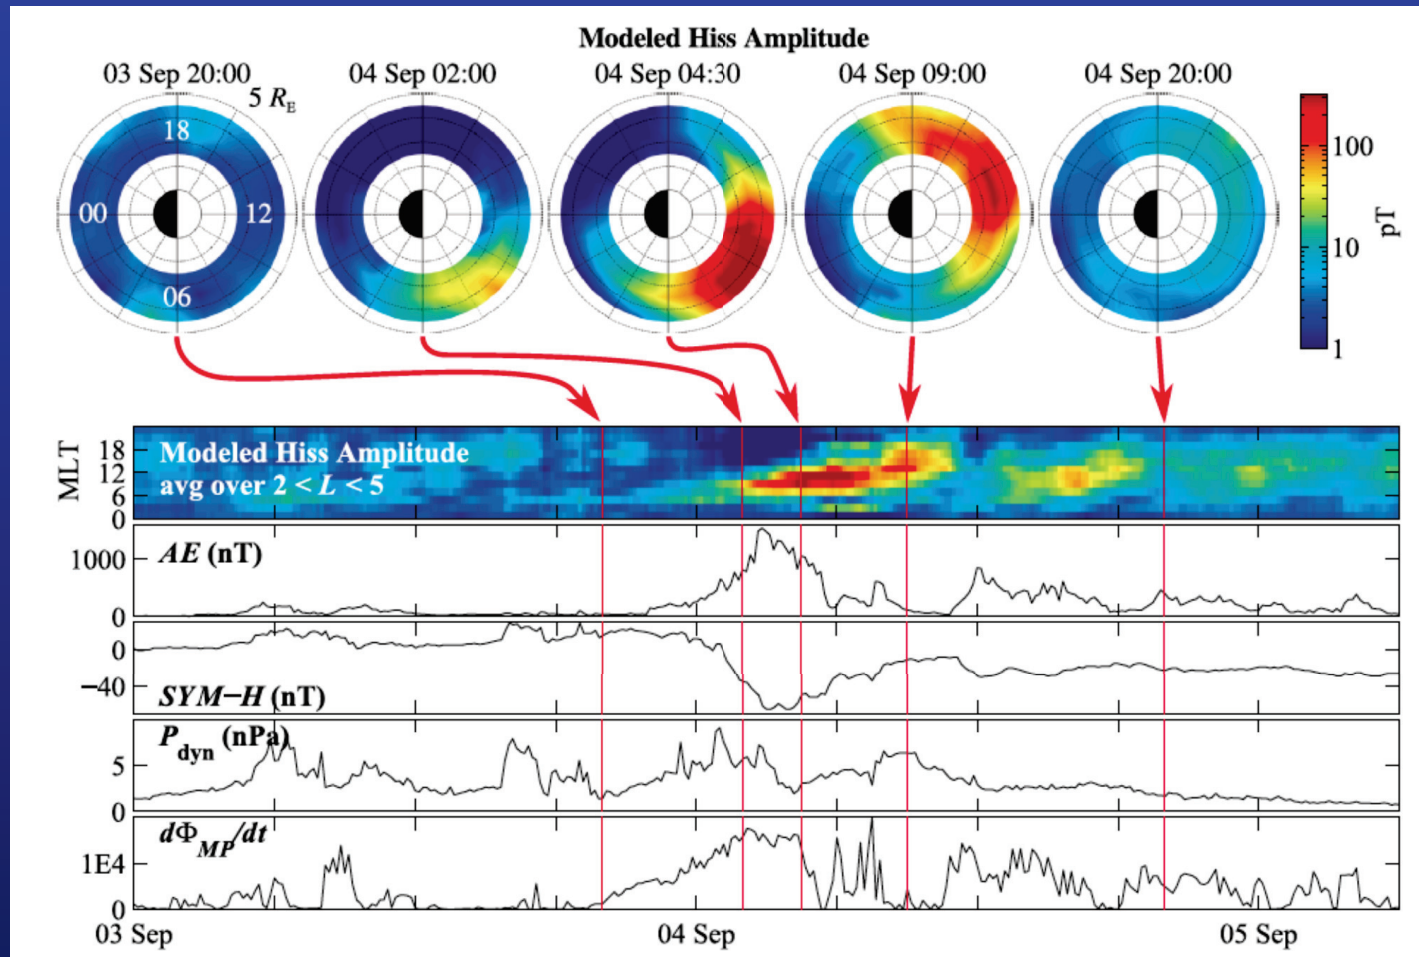 Modeled Hiss Amplitude
03 Sep 20:00 04 Sep 02:00 04 Sep 04:30 04 Sep 09:00 04 Sep 20:00
5 R_E
18
00 12
06
100
10
1
pT
MLT
18
12
6
0
Modeled Hiss Amplitude
avg over 2 < L < 5
AE (nT)
1000
0
0
−40
SYM−H (nT)
P_dyn (nPa)
5
0
dΦ_MP/dt
1E4
0
03 Sep 04 Sep 05 Sep